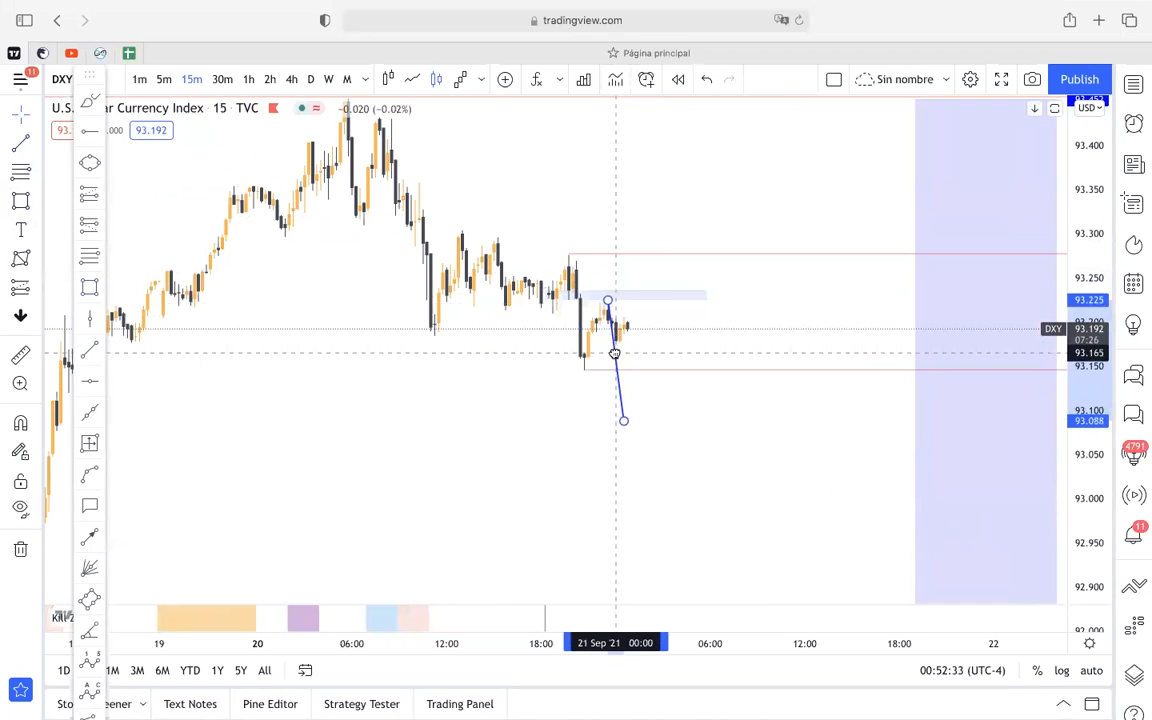 tradingview.com
Página principal
11
DXY
1m 5m 15m 30m 1h 2h 4h D W M
Sin nombre
Publish
Currency Index · 15 · TVC
-0.020 (-0.02%)
USD
93.
.000
93.192
93.400
93.350
93.300
93.250
93.225
DXY 93.192
07:26
93.165
93.150
93.100
93.088
93.050
93.000
92.950
92.900
4791
11
19 20 06:00 12:00 18:00 21 Sep '21 00:00 06:00 12:00 18:00 22
1D 1M 3M 6M YTD 1Y 5Y All
00:52:33 (UTC-4) % log auto
Text Notes Pine Editor Strategy Tester Trading Panel